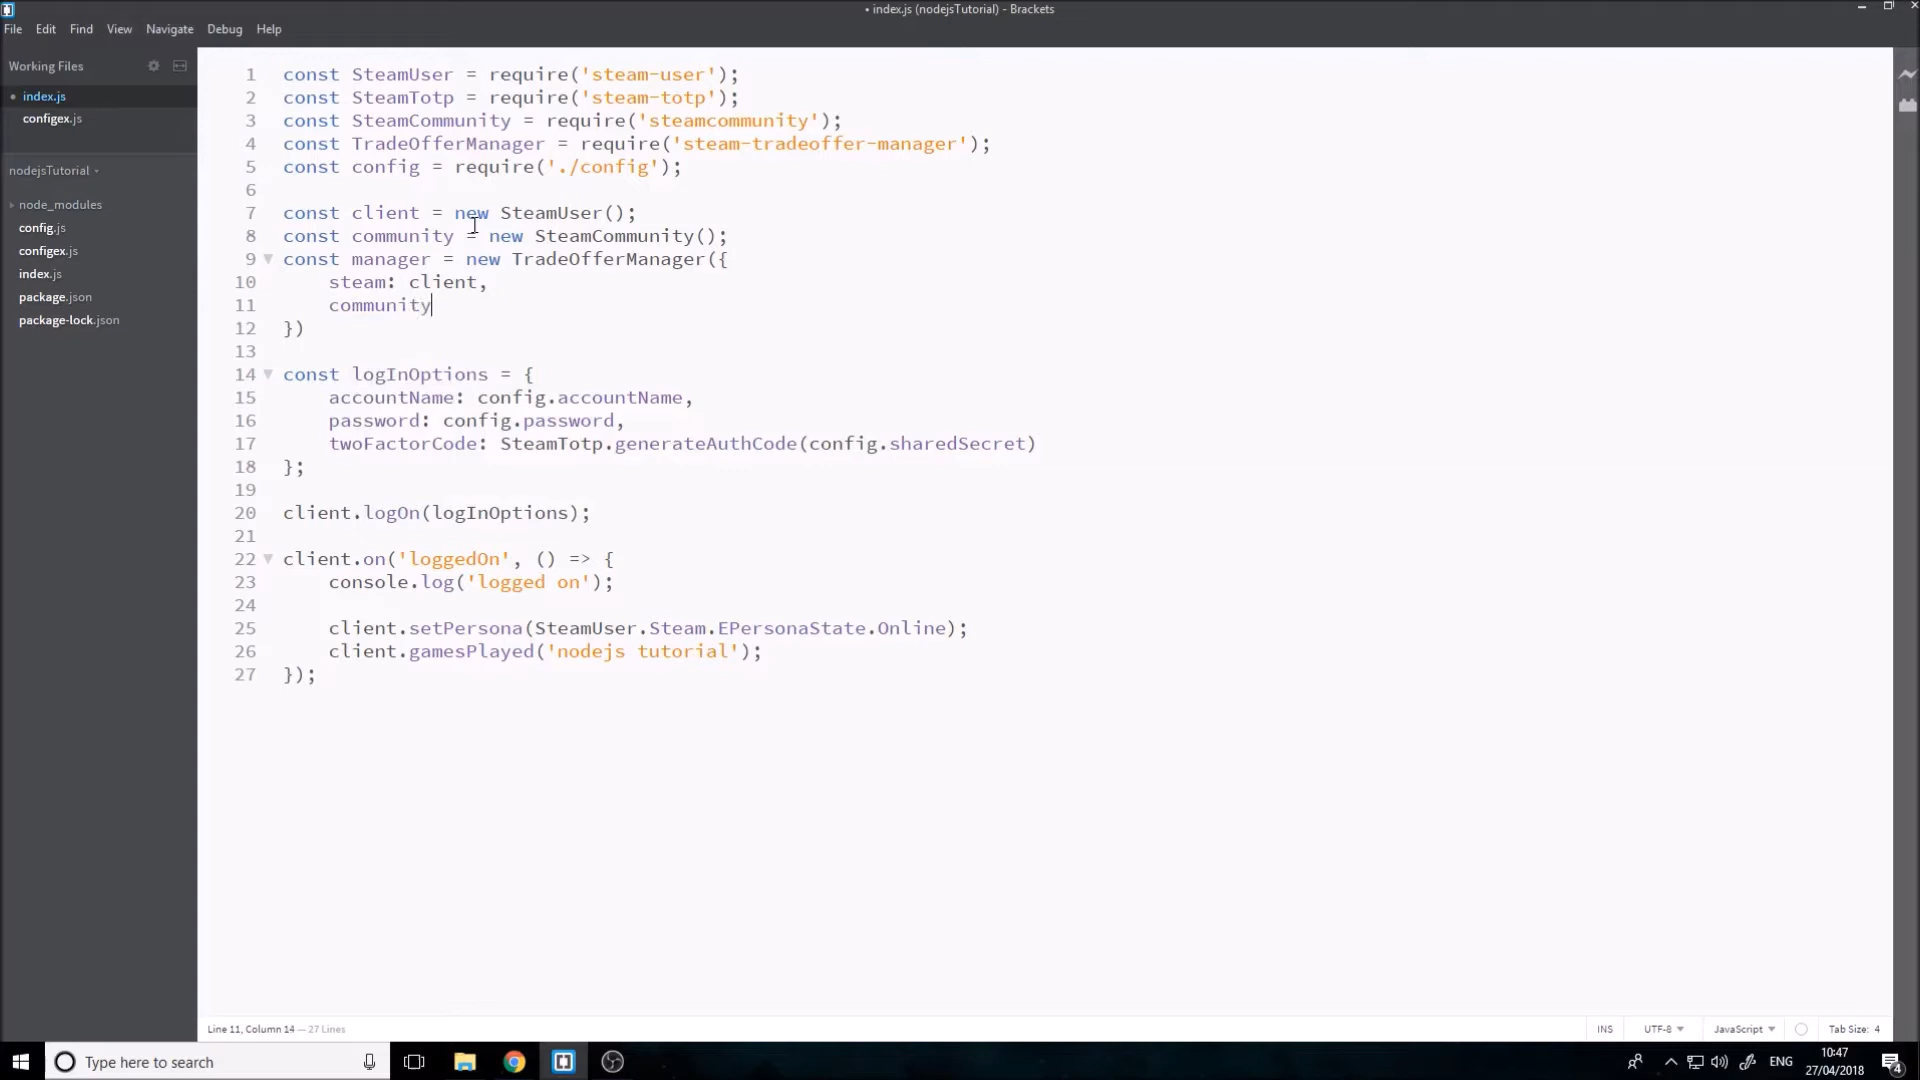 • index.js (nodejsTutorial) - Brackets
File Edit Find View Navigate Debug Help
Working Files
• index.js
configex.js
nodejsTutorial
node_modules
config.js
configex.js
index.js
package.json
package-lock.json
1 const SteamUser = require('steam-user');
2 const SteamTotp = require('steam-totp');
3 const SteamCommunity = require('steamcommunity');
4 const TradeOfferManager = require('steam-tradeoffer-manager');
5 const config = require('./config');
6
7 const client = new SteamUser();
8 const community = new SteamCommunity();
9 const manager = new TradeOfferManager({
10 steam: client,
11 community
12 })
13
14 const logInOptions = {
15 accountName: config.accountName,
16 password: config.password,
17 twoFactorCode: SteamTotp.generateAuthCode(config.sharedSecret)
18 };
19
20 client.logOn(logInOptions);
21
22 client.on('loggedOn', () => {
23 console.log('logged on');
24
25 client.setPersona(SteamUser.Steam.EPersonaState.Online);
26 client.gamesPlayed('nodejs tutorial');
27 });
Line 11, Column 14 — 27 Lines
INS UTF-8 JavaScript Tab Size: 4
Type here to search
ENG
10:47
27/04/2018
4